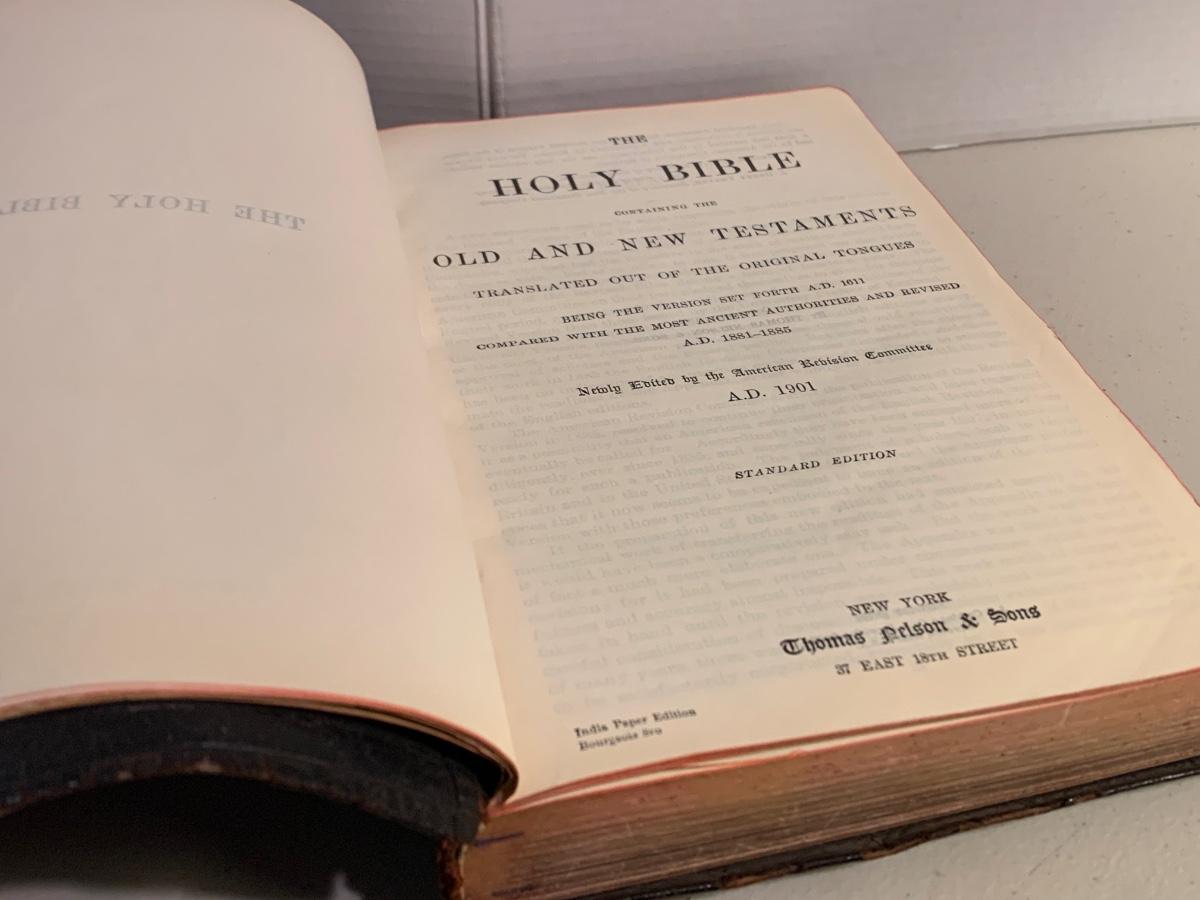 THE HOLY BIBL
THE
HOLY BIBLE
CONTAINING THE
OLD AND NEW TESTAMENTS
TRANSLATED OUT OF THE ORIGINAL TONGUES
BEING THE VERSION SET FORTH A.D. 1611
COMPARED WITH THE MOST ANCIENT AUTHORITIES AND REVISED
A.D. 1881–1885
Newly Edited by the American Revision Committee
A.D. 1901
STANDARD EDITION
NEW YORK
Thomas Nelson & Sons
37 EAST 18TH STREET
India Paper Edition
Bourgeois 8vo